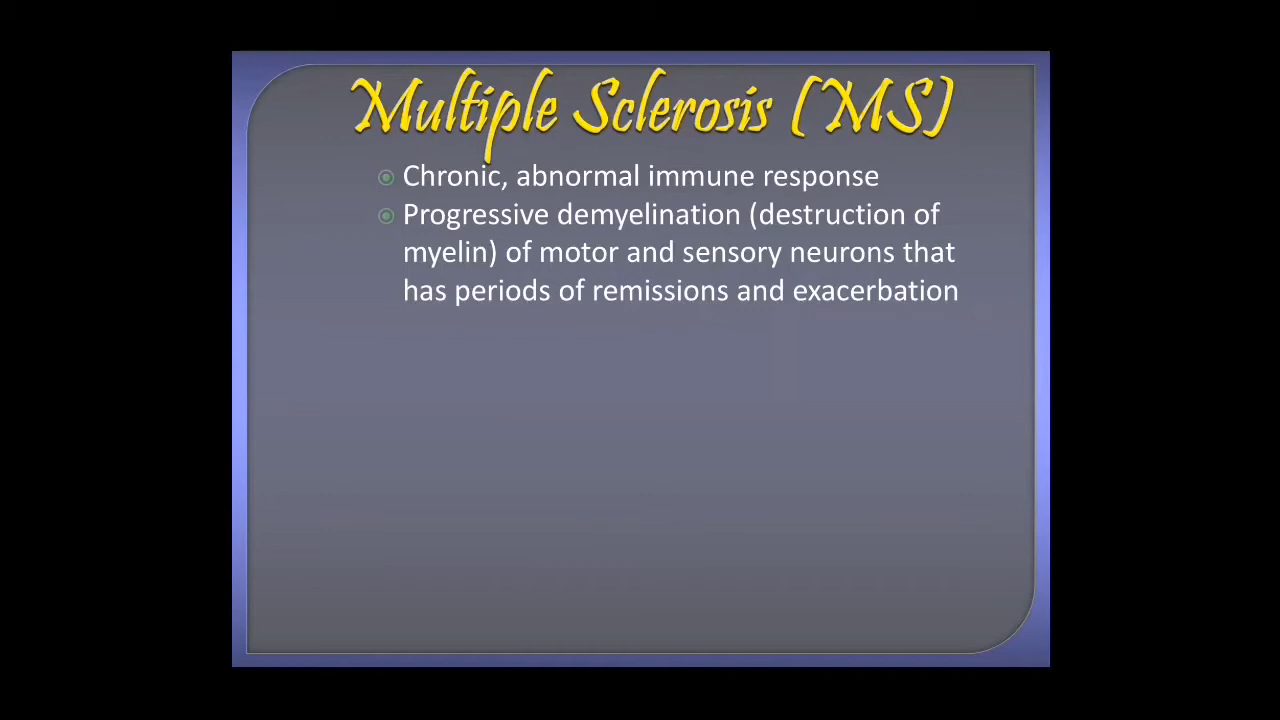 Multiple Sclerosis (MS)
Chronic, abnormal immune response
Progressive demyelination (destruction of
myelin) of motor and sensory neurons that
has periods of remissions and exacerbation